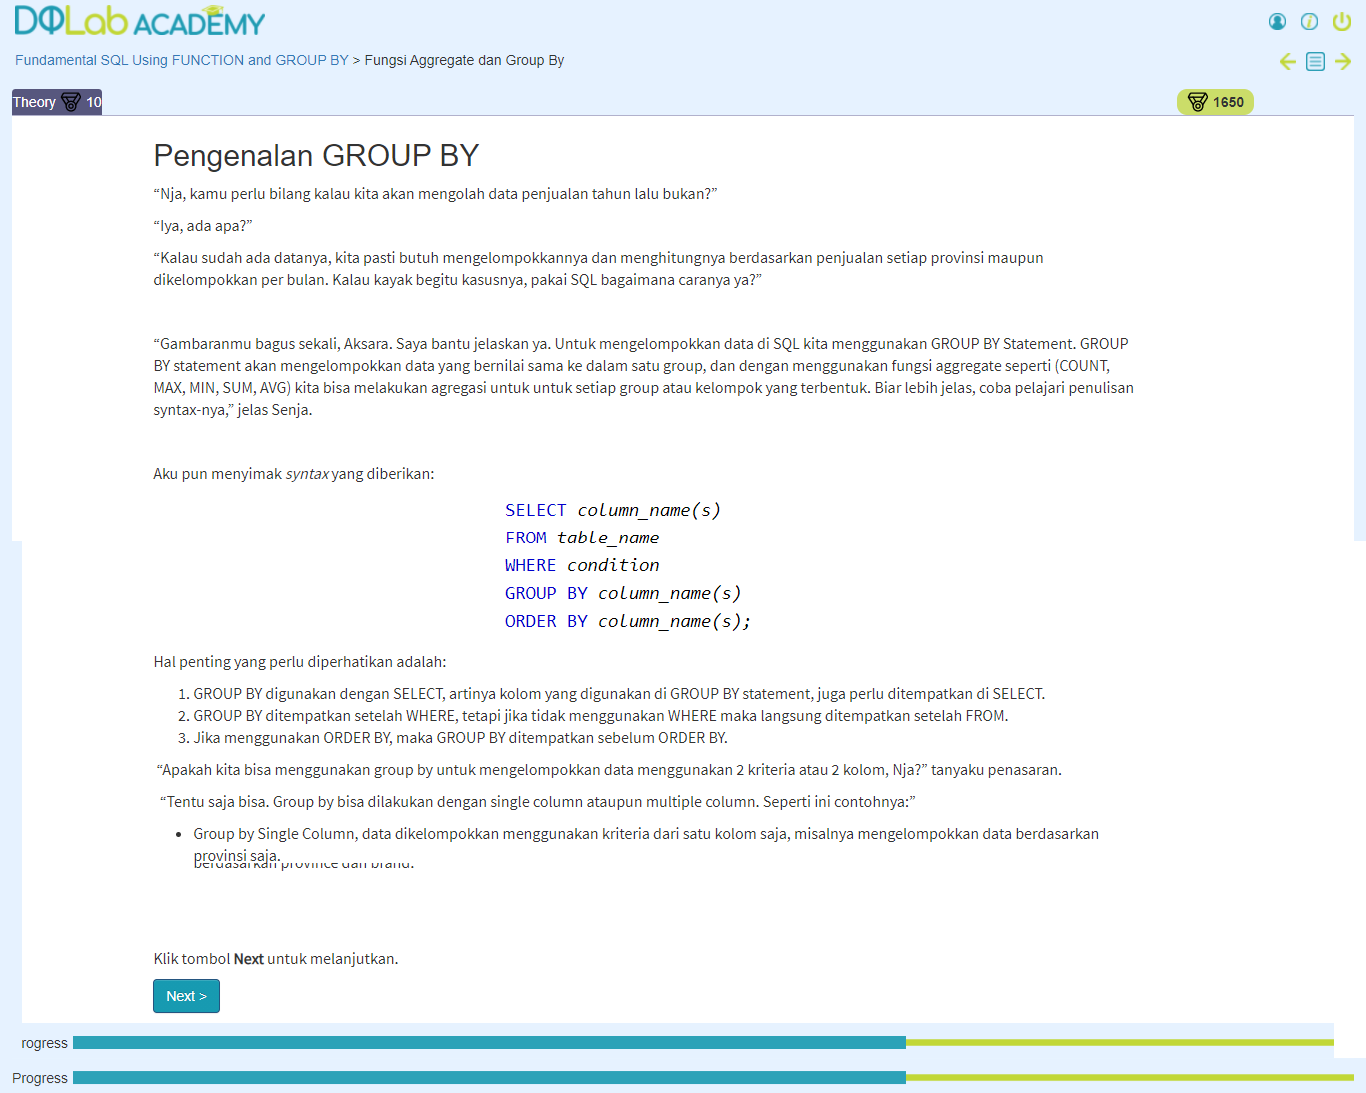 DQLab ACADEMY
Fundamental SQL Using FUNCTION and GROUP BY > Fungsi Aggregate dan Group By
Theory 10
1650
Pengenalan GROUP BY
“Nja, kamu perlu bilang kalau kita akan mengolah data penjualan tahun lalu bukan?”
“Iya, ada apa?”
“Kalau sudah ada datanya, kita pasti butuh mengelompokkannya dan menghitungnya berdasarkan penjualan setiap provinsi maupun
dikelompokkan per bulan. Kalau kayak begitu kasusnya, pakai SQL bagaimana caranya ya?”
“Gambaranmu bagus sekali, Aksara. Saya bantu jelaskan ya. Untuk mengelompokkan data di SQL kita menggunakan GROUP BY Statement. GROUP
BY statement akan mengelompokkan data yang bernilai sama ke dalam satu group, dan dengan menggunakan fungsi aggregate seperti (COUNT,
MAX, MIN, SUM, AVG) kita bisa melakukan agregasi untuk untuk setiap group atau kelompok yang terbentuk. Biar lebih jelas, coba pelajari penulisan
syntax-nya,” jelas Senja.
Aku pun menyimak syntax yang diberikan:
SELECT column_name(s)
FROM table_name
WHERE condition
GROUP BY column_name(s)
ORDER BY column_name(s);
Hal penting yang perlu diperhatikan adalah:
1. GROUP BY digunakan dengan SELECT, artinya kolom yang digunakan di GROUP BY statement, juga perlu ditempatkan di SELECT.
2. GROUP BY ditempatkan setelah WHERE, tetapi jika tidak menggunakan WHERE maka langsung ditempatkan setelah FROM.
3. Jika menggunakan ORDER BY, maka GROUP BY ditempatkan sebelum ORDER BY.
“Apakah kita bisa menggunakan group by untuk mengelompokkan data menggunakan 2 kriteria atau 2 kolom, Nja?” tanyaku penasaran.
“Tentu saja bisa. Group by bisa dilakukan dengan single column ataupun multiple column. Seperti ini contohnya:”
• Group by Single Column, data dikelompokkan menggunakan kriteria dari satu kolom saja, misalnya mengelompokkan data berdasarkan
provinsi saja.
berdasarkan province dan brand.
Klik tombol Next untuk melanjutkan.
Next >
rogress
Progress